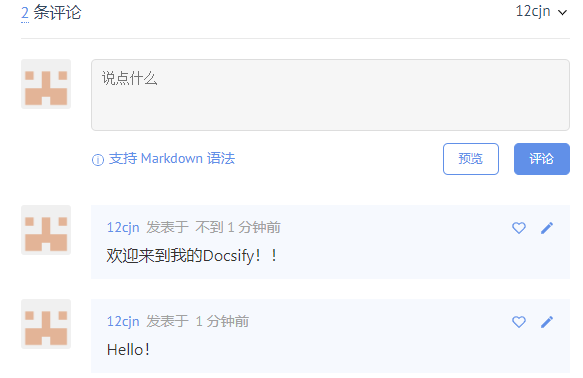 2 条评论 12cjn
说点什么
支持 Markdown 语法 预览 评论
12cjn 发表于 不到 1 分钟前
欢迎来到我的Docsify！！
12cjn 发表于 1 分钟前
Hello！